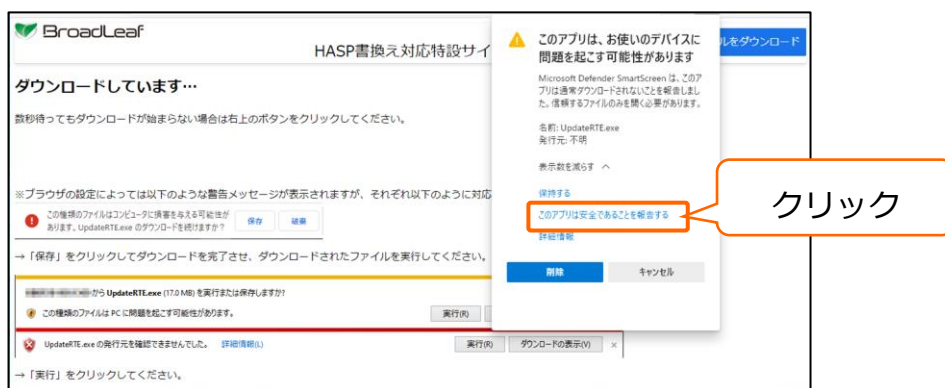 BroadLeaf
HASP書換え対応特設サイ
ルをダウンロード
ダウンロードしています…
数秒待ってもダウンロードが始まらない場合は右上のボタンをクリックしてください。
※ブラウザの設定によっては以下のような警告メッセージが表示されますが、それぞれ以下のように対応
この種類のファイルはコンピュータに損害を与える可能性が
あります。UpdateRTE.exe のダウンロードを続けますか?
保存
破棄
→「保存」をクリックしてダウンロードを完了させ、ダウンロードされたファイルを実行してください。
から UpdateRTE.exe (17.0 MB) を実行または保存しますか?
この種類のファイルは PC に問題を起こす可能性があります。
実行(R)
UpdateRTE.exe の発行元を確認できませんでした。 詳細情報(L)
実行(R)
ダウンロードの表示(V)
×
→「実行」をクリックしてください。
このアプリは、お使いのデバイスに
問題を起こす可能性があります
Microsoft Defender SmartScreen は、このア
プリは通常ダウンロードされないことを報告しまし
た。信頼するファイルのみを開く必要があります。
名前: UpdateRTE.exe
発行元: 不明
表示数を減らす
保持する
このアプリは安全であることを報告する
詳細情報
削除
キャンセル
クリック